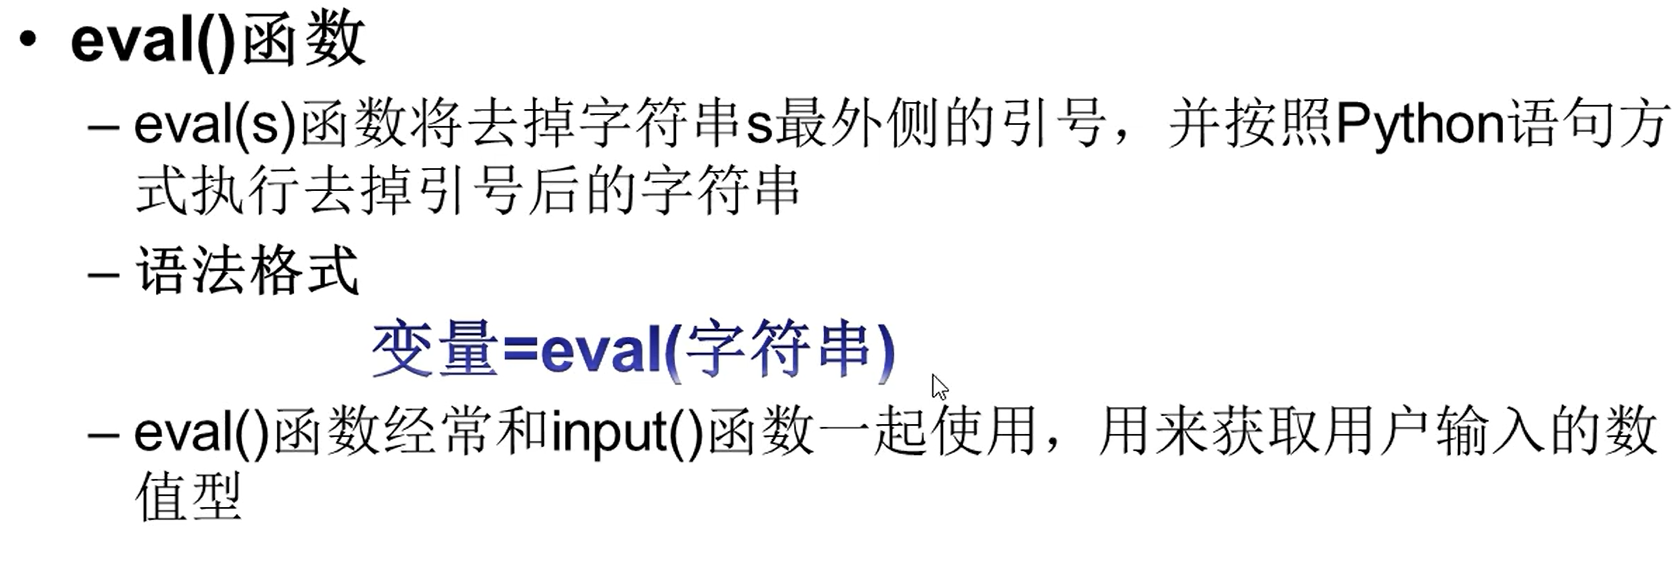 • eval()函数
– eval(s)函数将去掉字符串s最外侧的引号，并按照Python语句方
式执行去掉引号后的字符串
– 语法格式
变量=eval(字符串)
– eval()函数经常和input()函数一起使用，用来获取用户输入的数
值型